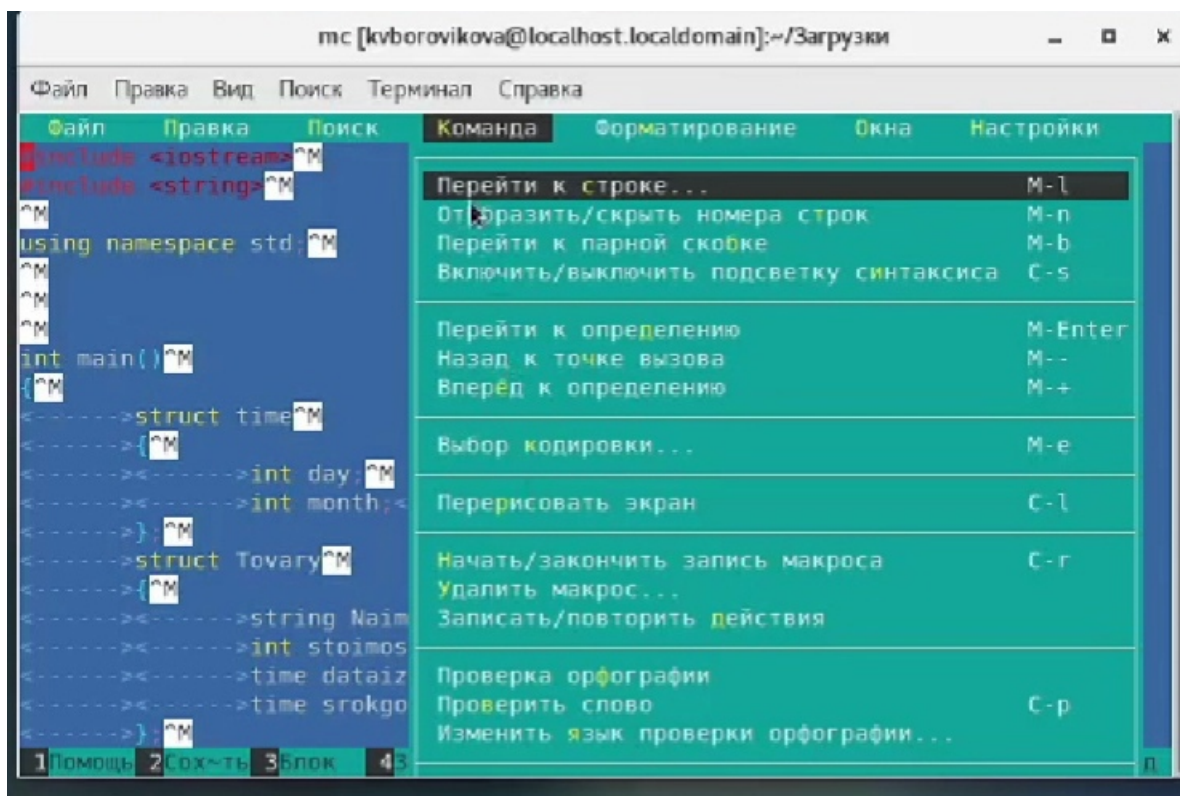 mc [kvborovikova@localhost.localdomain]:~/Загрузки
Файл Правка Вид Поиск Терминал Справка
Файл Правка Поиск Команда Форматирование Окна Настройки
#include <iostream>^M
#include <string>^M
^M
using namespace std;^M
^M
^M
^M
int main()^M
{^M
<------>struct time^M
<------>{^M
<------><------>int day;^M
<------><------>int month;<
<------>};^M
<------>struct Tovary^M
<------>{^M
<------><------>string Naim
<------><------>int stoimos
<------><------>time dataiz
<------><------>time srokgo
<------>};^M
Перейти к строке... M-l
Отобразить/скрыть номера строк M-n
Перейти к парной скобке M-b
Включить/выключить подсветку синтаксиса C-s
Перейти к определению M-Enter
Назад к точке вызова M--
Вперёд к определению M-+
Выбор кодировки... M-e
Перерисовать экран C-l
Начать/закончить запись макроса C-r
Удалить макрос...
Записать/повторить действия
Проверка орфографии
Проверить слово C-p
Изменить язык проверки орфографии...
1Помощь 2Сох~ть 3Блок 4З д